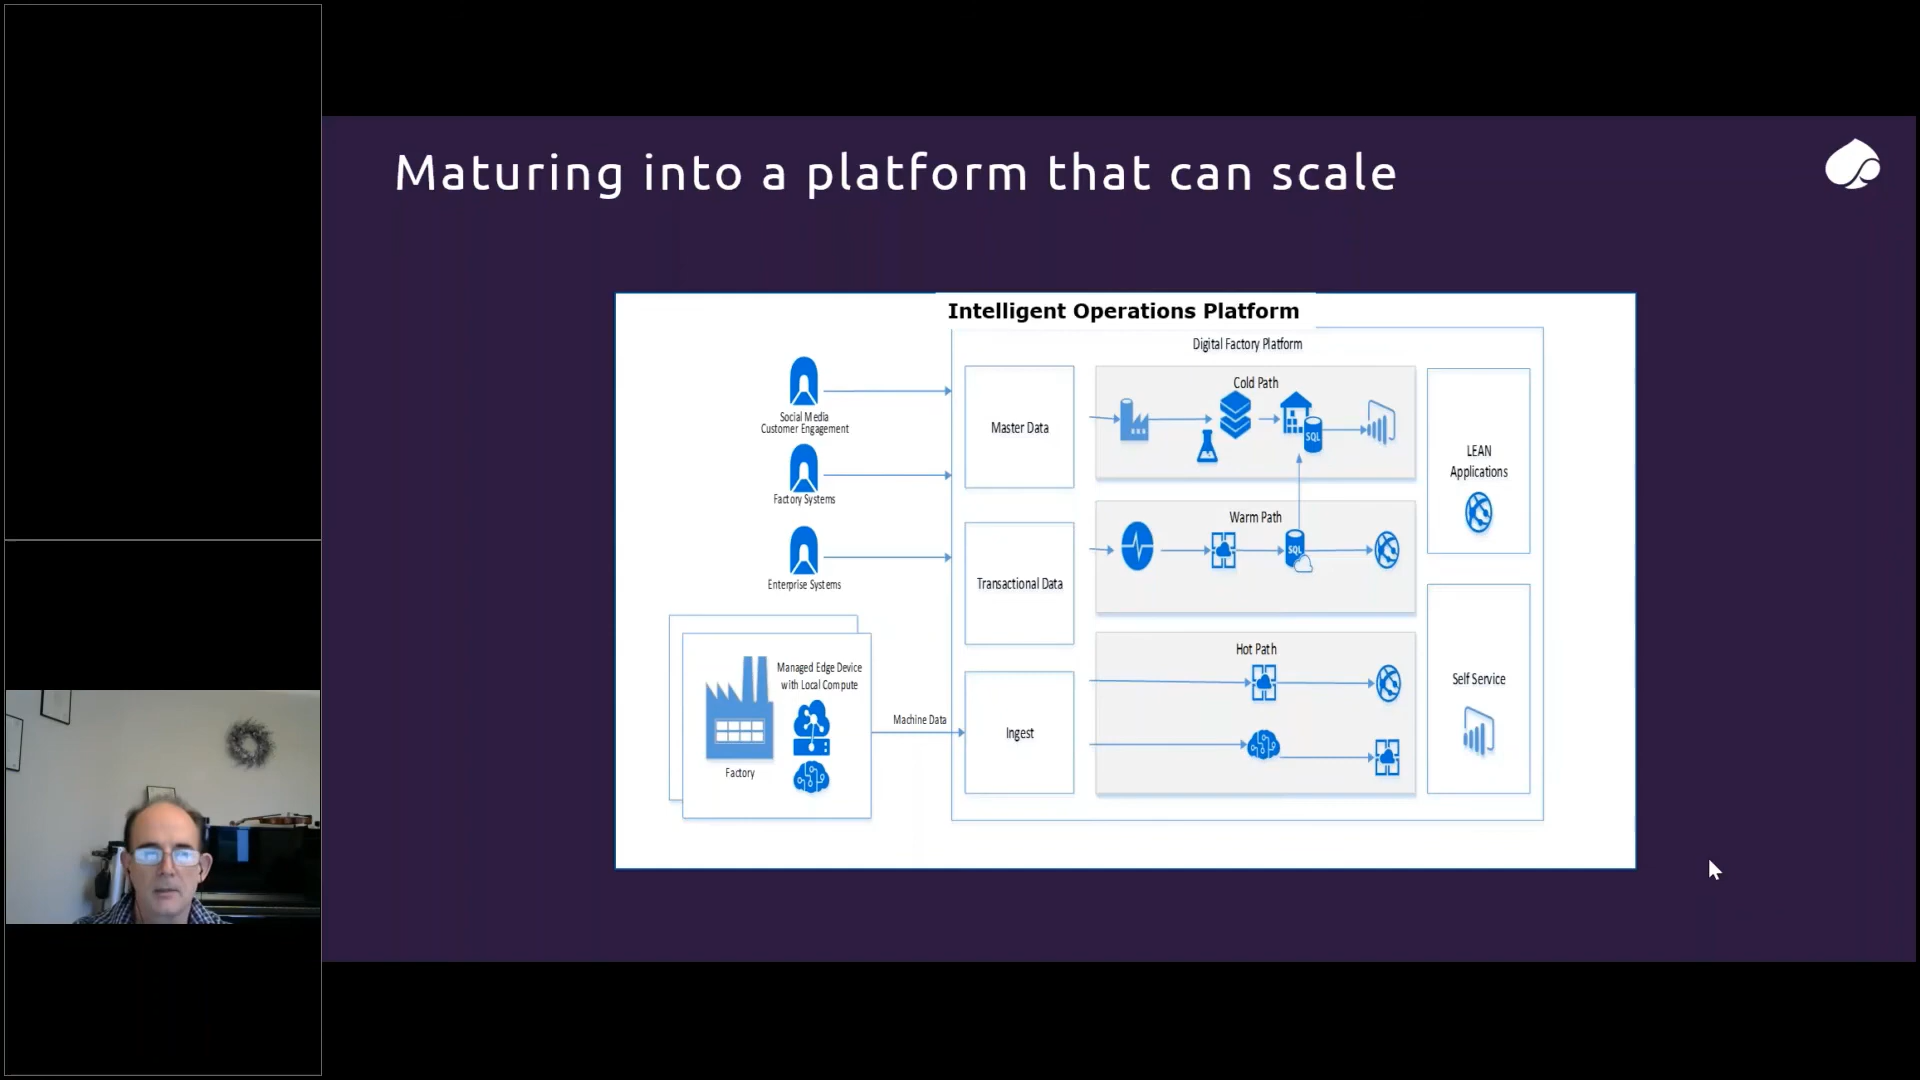 Maturing into a platform that can scale
Intelligent Operations Platform
Digital Factory Platform
Social Media
Customer Engagement
Factory Systems
Enterprise Systems
Managed Edge Device
with Local Compute
Factory
Machine Data
Master Data
Transactional Data
Ingest
Cold Path
SQL
Warm Path
SQL
Hot Path
LEAN
Applications
Self Service